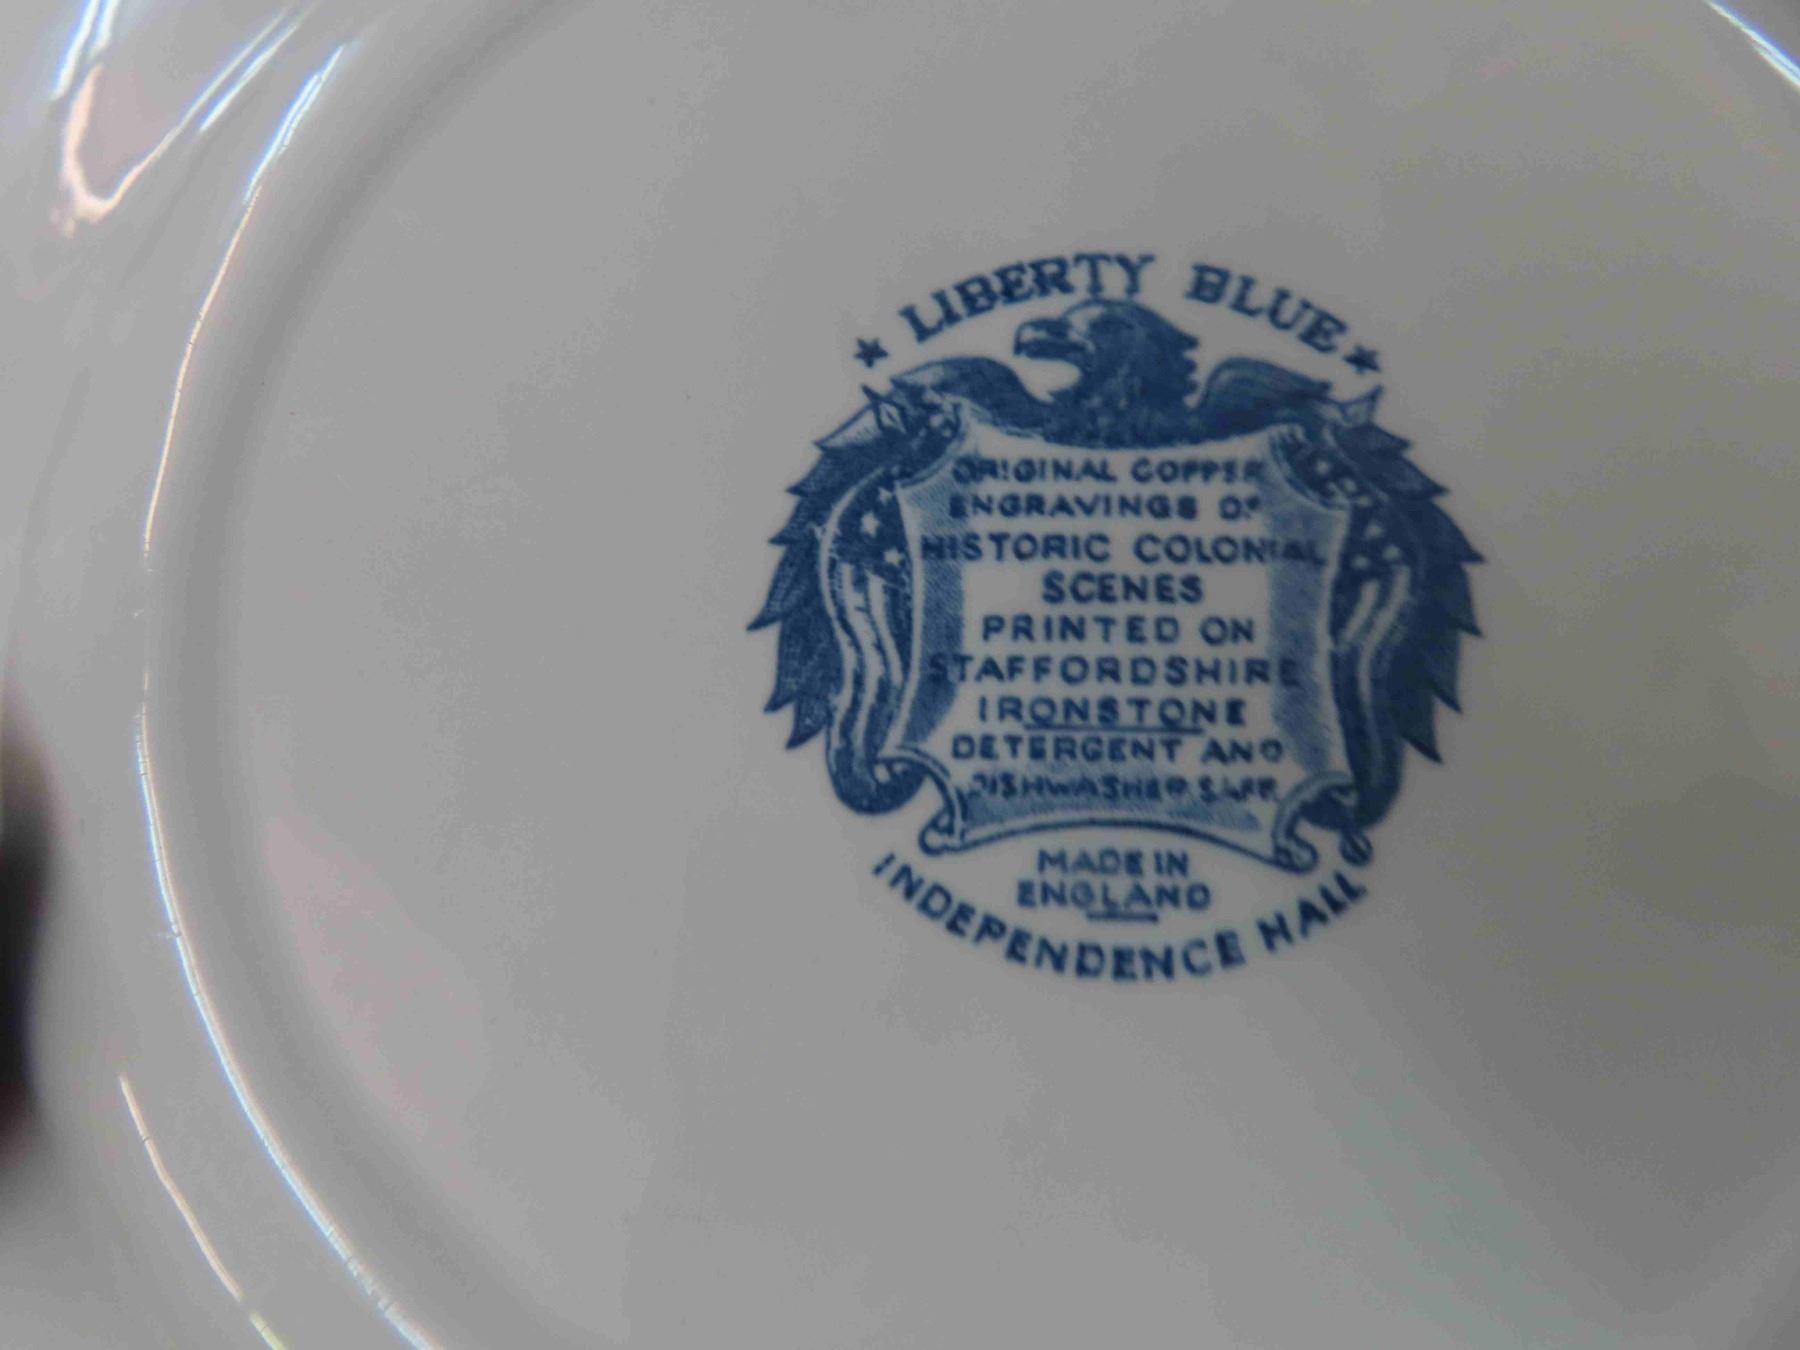 ★ LIBERTY BLUE ★
ORIGINAL COPPER
ENGRAVINGS OF
HISTORIC COLONIAL
SCENES
PRINTED ON
STAFFORDSHIRE
IRONSTONE
DETERGENT AND
DISHWASHER SAFE
MADE IN
ENGLAND
INDEPENDENCE HALL